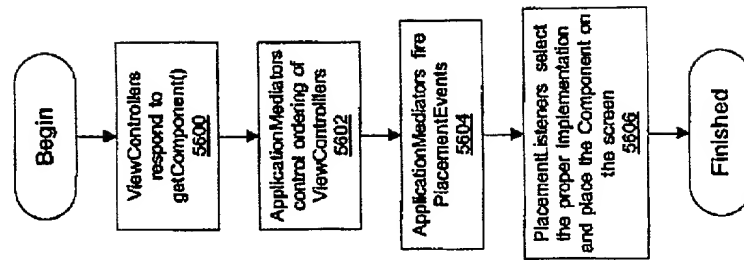 Begin
ViewControllers
respond to
getComponent()
5600
ApplicationMediators
control ordering of
ViewControllers
5602
ApplicationMediators fire
PlacementEvents
5604
PlacementListeners select
the proper Implementation
and place the Component on
the screen
5606
Finished